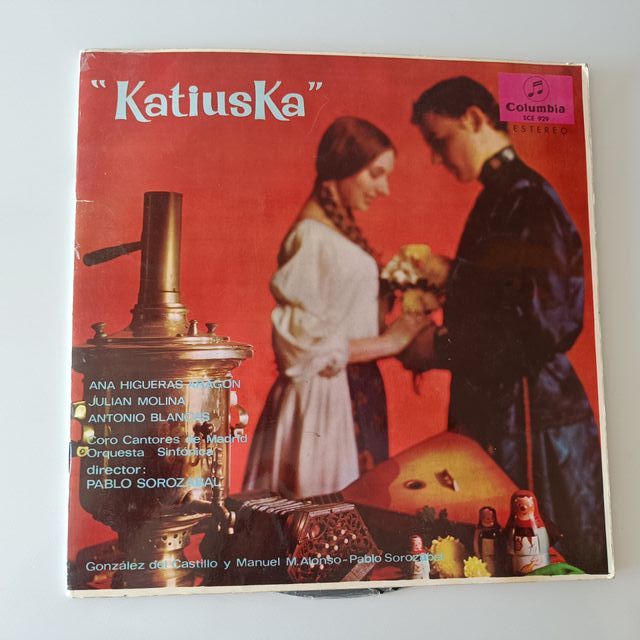 "KatiusKa"
Columbia
SCE 929
ESTEREO
ANA HIGUERAS ARAGÓN
JULIAN MOLINA
ANTONIO BLANCAS
Coro Cantores de Madrid
Orquesta Sinfónica
director:
PABLO SOROZABAL
González del Castillo y Manuel M. Alonso-Pablo Sorozabal